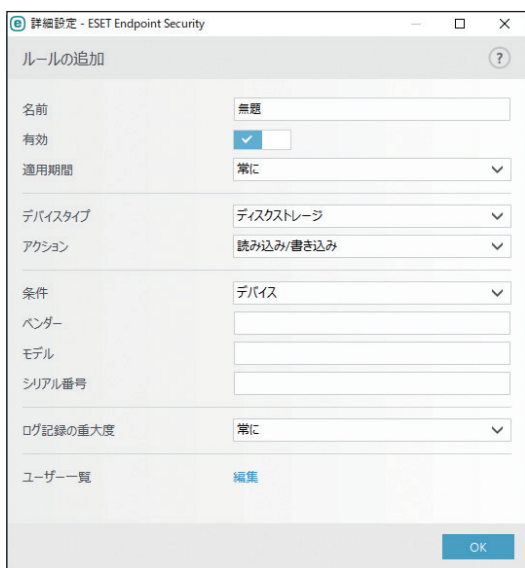 詳細設定 - ESET Endpoint Security
ルールの追加
?
名前 無題
有効
適用期間 常に
デバイスタイプ ディスクストレージ
アクション 読み込み/書き込み
条件 デバイス
ベンダー
モデル
シリアル番号
ログ記録の重大度 常に
ユーザー一覧 編集
OK